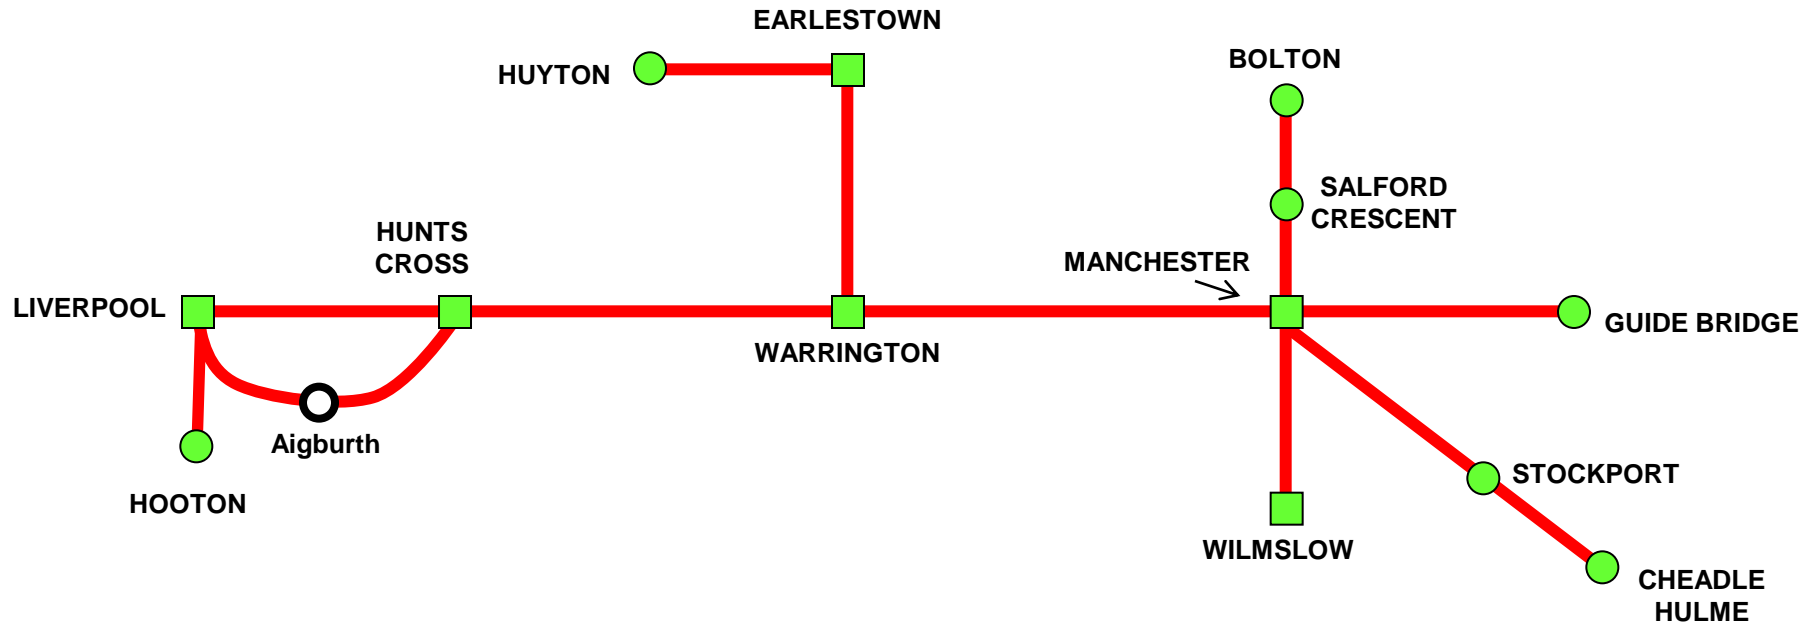 EARLESTOWN
HUYTON
BOLTON
SALFORD
CRESCENT
HUNTS
CROSS
MANCHESTER
LIVERPOOL
GUIDE BRIDGE
WARRINGTON
Aigburth
STOCKPORT
HOOTON
WILMSLOW
CHEADLE
HULME